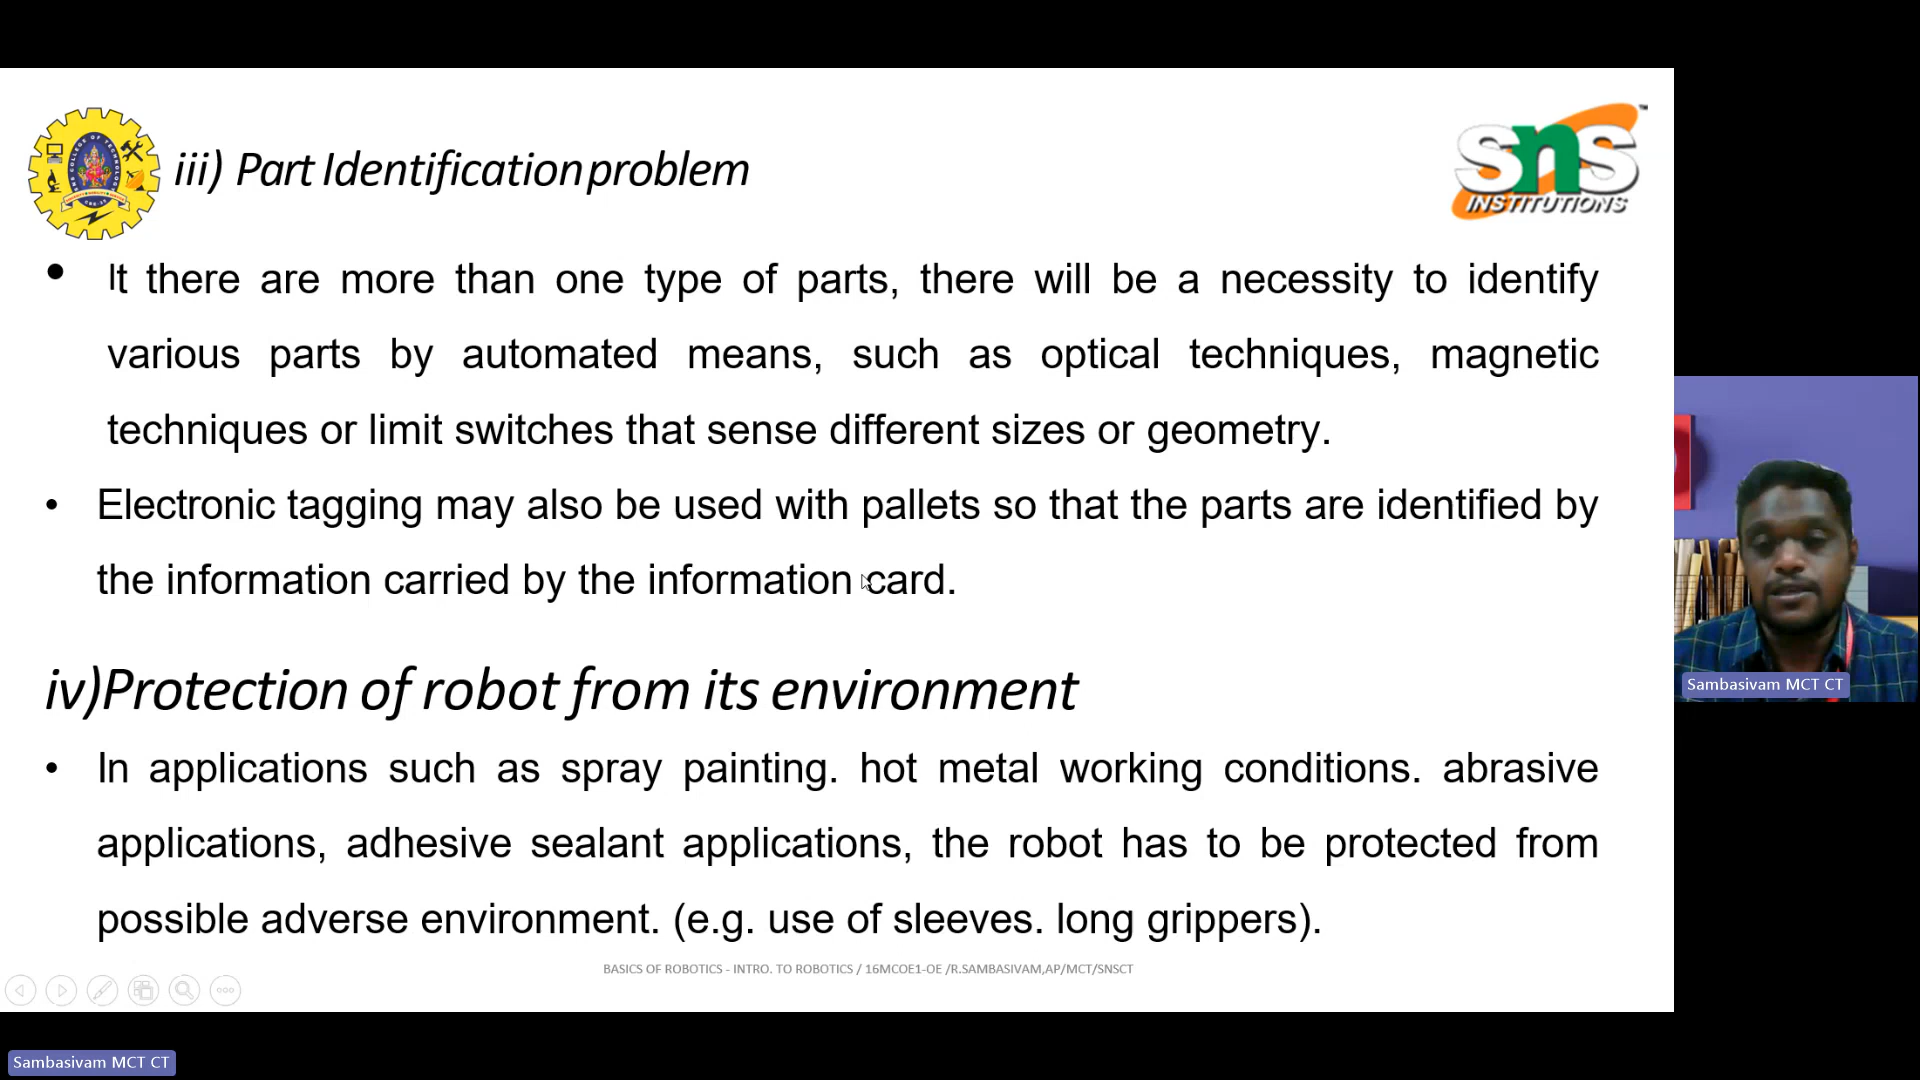 iii) Part Identification problem
sns
INSTITUTIONS
• It there are more than one type of parts, there will be a necessity to identify
various parts by automated means, such as optical techniques, magnetic
techniques or limit switches that sense different sizes or geometry.
• Electronic tagging may also be used with pallets so that the parts are identified by
the information carried by the information card.
iv)Protection of robot from its environment
• In applications such as spray painting. hot metal working conditions. abrasive
applications, adhesive sealant applications, the robot has to be protected from
possible adverse environment. (e.g. use of sleeves. long grippers).
BASICS OF ROBOTICS - INTRO. TO ROBOTICS / 16MCOE1-OE /R.SAMBASIVAM,AP/MCT/SNSCT
Sambasivam MCT CT
Sambasivam MCT CT